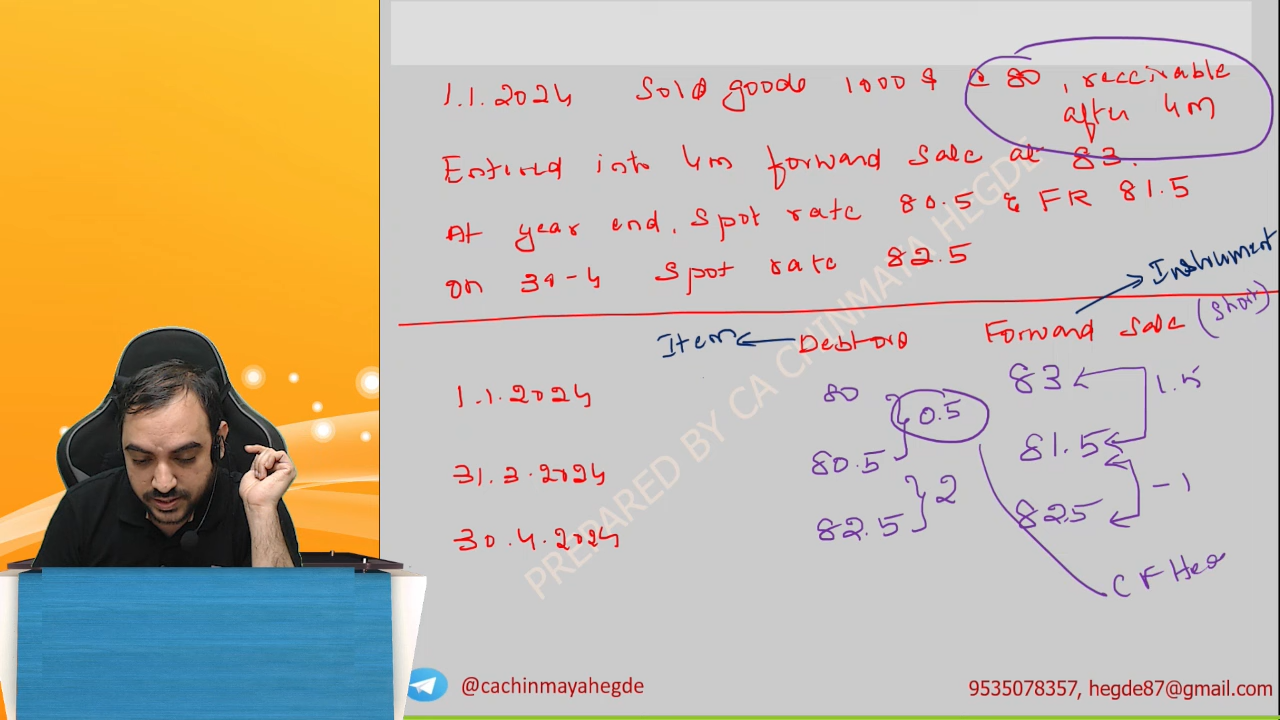 1.1.2024 Sold goods 1000 $ @ 80, receivable
after 4m
Entered into 4m forward sale at 83.
At year end, spot rate 80.5 & FR 81.5
on 30-4 spot rate 82.5
Instrument
Item ← Debtors Forward sale (short)
1.1.2024 80 83
0.5 1.5
31.3.2024 80.5 81.5
2 -1
30.4.2024 82.5 82.5
PREPARED BY CA CHINMAYA HEGDE
@cachinmayahegde
9535078357, hegde87@gmail.com